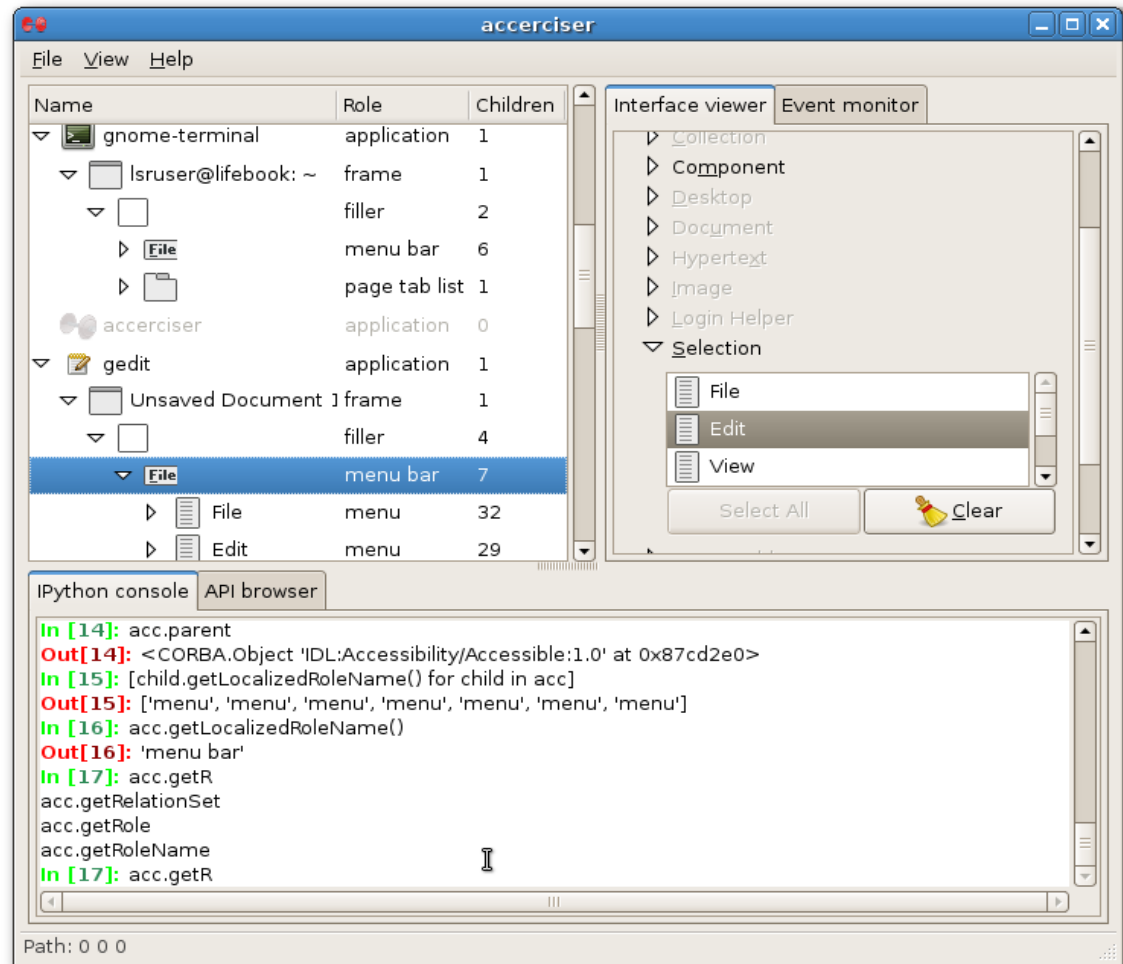 accerciser
File View Help
Name Role Children
gnome-terminal application 1
lsruser@lifebook: ~ frame 1
filler 2
File menu bar 6
page tab list 1
accerciser application 0
gedit application 1
Unsaved Document 1 frame 1
filler 4
File menu bar 7
File menu 32
Edit menu 29
Interface viewer Event monitor
Collection
Component
Desktop
Document
Hypertext
Image
Login Helper
Selection
File
Edit
View
Select All Clear
IPython console API browser
In [14]: acc.parent
Out[14]: <CORBA.Object 'IDL:Accessibility/Accessible:1.0' at 0x87cd2e0>
In [15]: [child.getLocalizedRoleName() for child in acc]
Out[15]: ['menu', 'menu', 'menu', 'menu', 'menu', 'menu', 'menu']
In [16]: acc.getLocalizedRoleName()
Out[16]: 'menu bar'
In [17]: acc.getR
acc.getRelationSet
acc.getRole
acc.getRoleName
In [17]: acc.getR
Path: 0 0 0